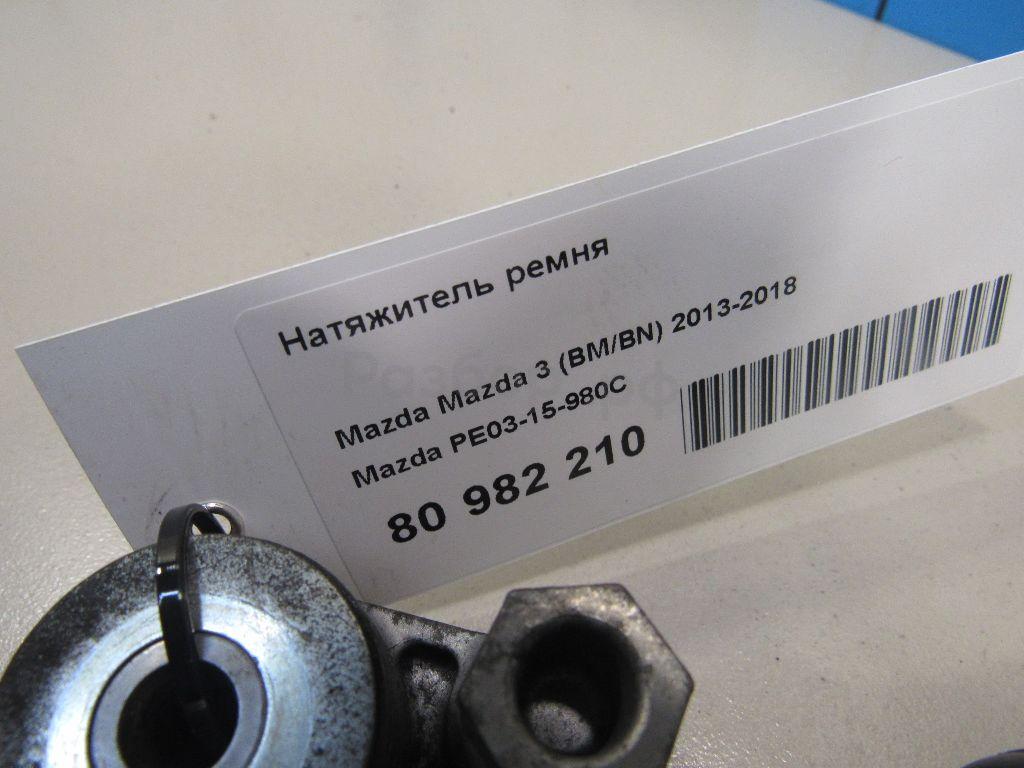 Натяжитель ремня
Mazda Mazda 3 (BM/BN) 2013-2018
Mazda PE03-15-980C
80 982 210